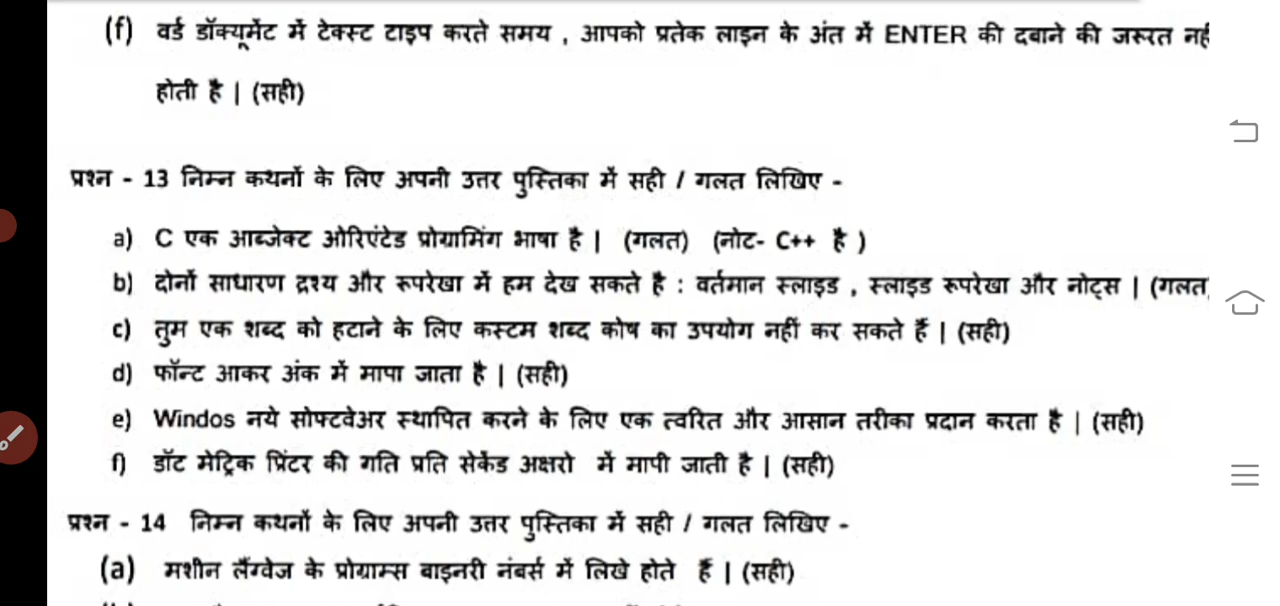 (f) वर्ड डॉक्यूमेंट में टेक्स्ट टाइप करते समय , आपको प्रतेक लाइन के अंत में ENTER की दबाने की जरूरत
होती है | (सही)
प्रश्न - 13 निम्न कथनों के लिए अपनी उत्तर पुस्तिका में सही / गलत लिखिए -
a) C एक आब्जेक्ट ओरिएंटेड प्रोग्रामिंग भाषा है | (गलत) (नोट- C++ है )
b) दोनों साधारण द्रश्य और रूपरेखा में हम देख सकते है : वर्तमान स्लाइड , स्लाइड रूपरेखा और नोट्स | (गलत
c) तुम एक शब्द को हटाने के लिए कस्टम शब्द कोष का उपयोग नहीं कर सकते हैं | (सही)
d) फॉन्ट आकर अंक में मापा जाता है | (सही)
e) Windos नये सोफ्टवेअर स्थापित करने के लिए एक त्वरित और आसान तरीका प्रदान करता है | (सही)
f) डॉट मेट्रिक प्रिंटर की गति प्रति सेकेंड अक्षरो में मापी जाती है | (सही)
प्रश्न - 14 निम्न कथनों के लिए अपनी उत्तर पुस्तिका में सही / गलत लिखिए -
(a) मशीन लैंग्वेज के प्रोग्राम्स बाइनरी नंबर्स में लिखे होते हैं | (सही)